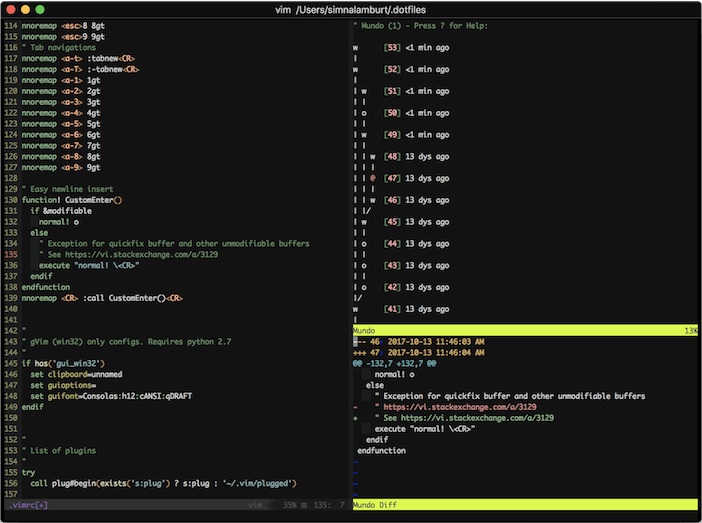 vim /Users/simnalamburt/.dotfiles
114 nnoremap <esc>8 8gt
115 nnoremap <esc>9 9gt
116 " Tab navigations
117 nnoremap <a-t> :tabnew<CR>
118 nnoremap <a-T> :-tabnew<CR>
119 nnoremap <a-1> 1gt
120 nnoremap <a-2> 2gt
121 nnoremap <a-3> 3gt
122 nnoremap <a-4> 4gt
123 nnoremap <a-5> 5gt
124 nnoremap <a-6> 6gt
125 nnoremap <a-7> 7gt
126 nnoremap <a-8> 8gt
127 nnoremap <a-9> 9gt
128
129 " Easy newline insert
130 function! CustomEnter()
131   if &modifiable
132     normal! o
133   else
134     " Exception for quickfix buffer and other unmodifiable buffers
135     " See https://vi.stackexchange.com/a/3129
136     execute "normal! \<CR>"
137   endif
138 endfunction
139 nnoremap <CR> :call CustomEnter()<CR>
140
141
142 "
143 " gVim (win32) only configs. Requires python 2.7
144 "
145 if has('gui_win32')
146   set clipboard=unnamed
147   set guioptions=
148   set guifont=Consolas:h12:cANSI:qDRAFT
149 endif
150
151
152 "
153 " List of plugins
154 "
155 try
156   call plug#begin(exists('s:plug') ? s:plug : '~/.vim/plugged')
157
.vimrc[+] vim 35% ≡ 135: 7
" Mundo (1) - Press ? for Help:
w      [53] <1 min ago
|
w      [52] <1 min ago
|
| w    [51] <1 min ago
| |
| o    [50] <1 min ago
| |
| w    [49] <1 min ago
| |
| | w  [48] 13 dys ago
| | |
| | @  [47] 13 dys ago
| | |
| | w  [46] 13 dys ago
| |/
| w    [45] 13 dys ago
| |
| o    [44] 13 dys ago
| |
| o    [43] 13 dys ago
| |
| o    [42] 13 dys ago
|/
w      [41] 13 dys ago
|
Mundo 13%
--- 46 2017-10-13 11:46:03 AM
+++ 47 2017-10-13 11:46:04 AM
@@ -132,7 +132,7 @@
     normal! o
   else
     " Exception for quickfix buffer and other unmodifiable buffers
-    " https://vi.stackexchange.com/a/3129
+    " See https://vi.stackexchange.com/a/3129
     execute "normal! \<CR>"
   endif
 endfunction
~
~
~
~
Mundo Diff